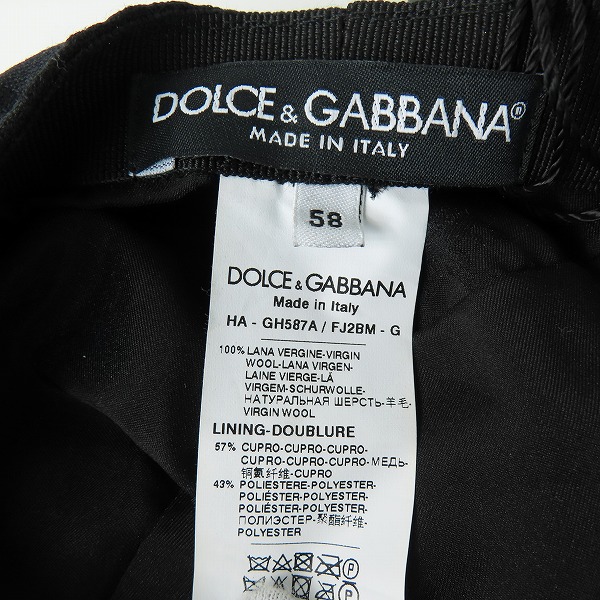 DOLCE & GABBANA®
MADE IN ITALY
58
DOLCE & GABBANA
Made in Italy
HA - GH587A / FJ2BM - G
100% LANA VERGINE-VIRGIN
WOOL-LANA VIRGEN-
LAINE VIERGE-LÃ
VIRGEM-SCHURWOLLE-
НАТУРАЛЬНАЯ ШЕРСТЬ-羊毛-
VIRGIN WOOL
LINING-DOUBLURE
57% CUPRO-CUPRO-CUPRO-
CUPRO-CUPRO-CUPRO-МЕДЬ-
铜氨纤维-CUPRO
43% POLIESTERE-POLYESTER-
POLIÉSTER-POLYESTER-
POLIÉSTER-POLYESTER-
ПОЛИЭСТЕР-聚酯纤维-
POLYESTER